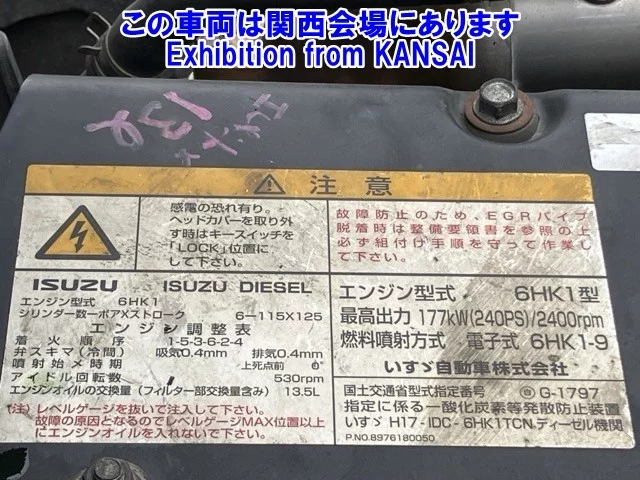 この車両は関西会場にあります
Exhibition from KANSAI
注意
感電の恐れ有り。
ヘッドカバーを取り外
す時はキースイッチを
「LOCK」位置に
して下さい。
故障防止のため、EGRパイプ
脱着時は整備要領書を参照の上
必ず組付け手順を守って作業し
て下さい。
ISUZU ISUZU DIESEL
エンジン型式 6HK1
シリンダー数ーボアXストローク 6-115X125
エンジン調整表
着火順序 1-5-3-6-2-4
弁スキマ(冷間) 吸気0.4mm 排気0.4mm
噴射始メ時期 上死点前 0°
アイドル回転数 530rpm
エンジンオイルの交換量(フィルター部交換量含み) 13.5L
(注)レベルゲージを抜いて注入して下さい。
故障の原因となるのでレベルゲージMAX位置以上
にエンジンオイルを入れないで下さい。
エンジン型式・ 6HK1型
最高出力 177kW(240PS)/2400rpm
燃料噴射方式 電子式 6HK1-9
いすゞ自動車株式会社
国土交通省型式指定番号 G-1797
指定に係る一酸化炭素等発散防止装置
いすゞ H17-IDC-6HK1TCNディーゼル機関
P.NO.8976180050